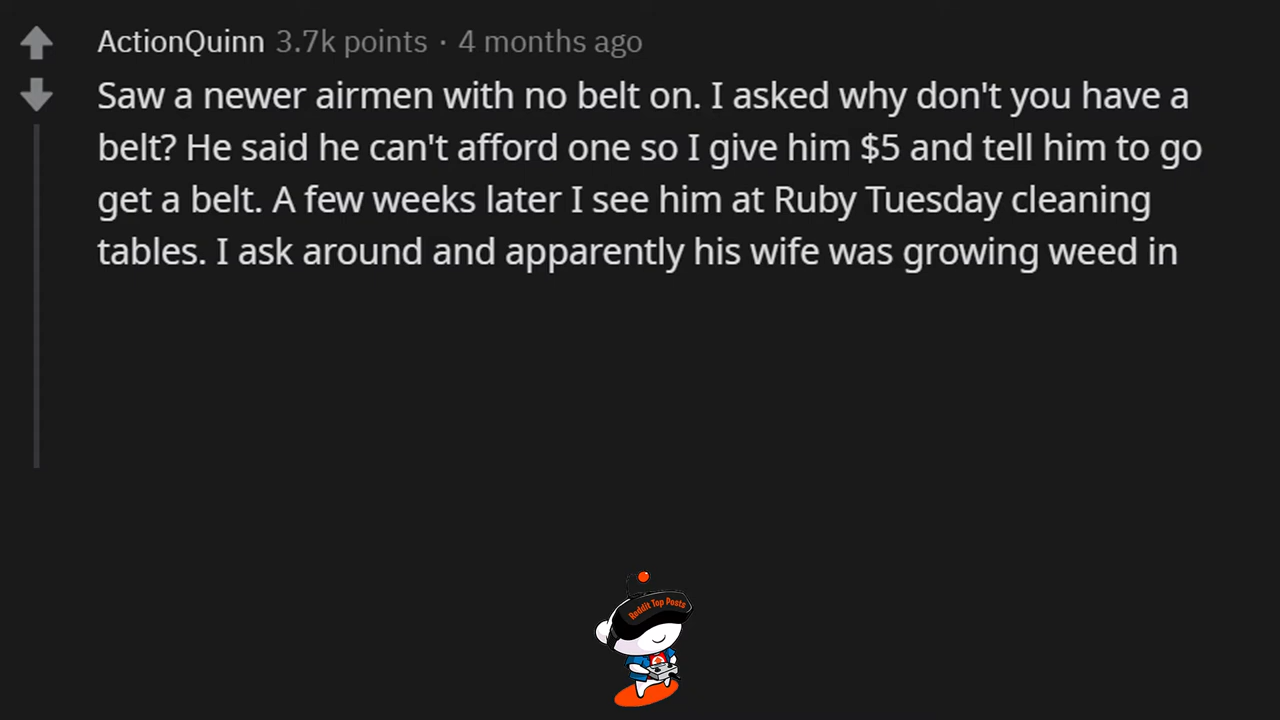 ActionQuinn 3.7k points · 4 months ago
Saw a newer airmen with no belt on. I asked why don't you have a
belt? He said he can't afford one so I give him $5 and tell him to go
get a belt. A few weeks later I see him at Ruby Tuesday cleaning
tables. I ask around and apparently his wife was growing weed in
Reddit Top Posts